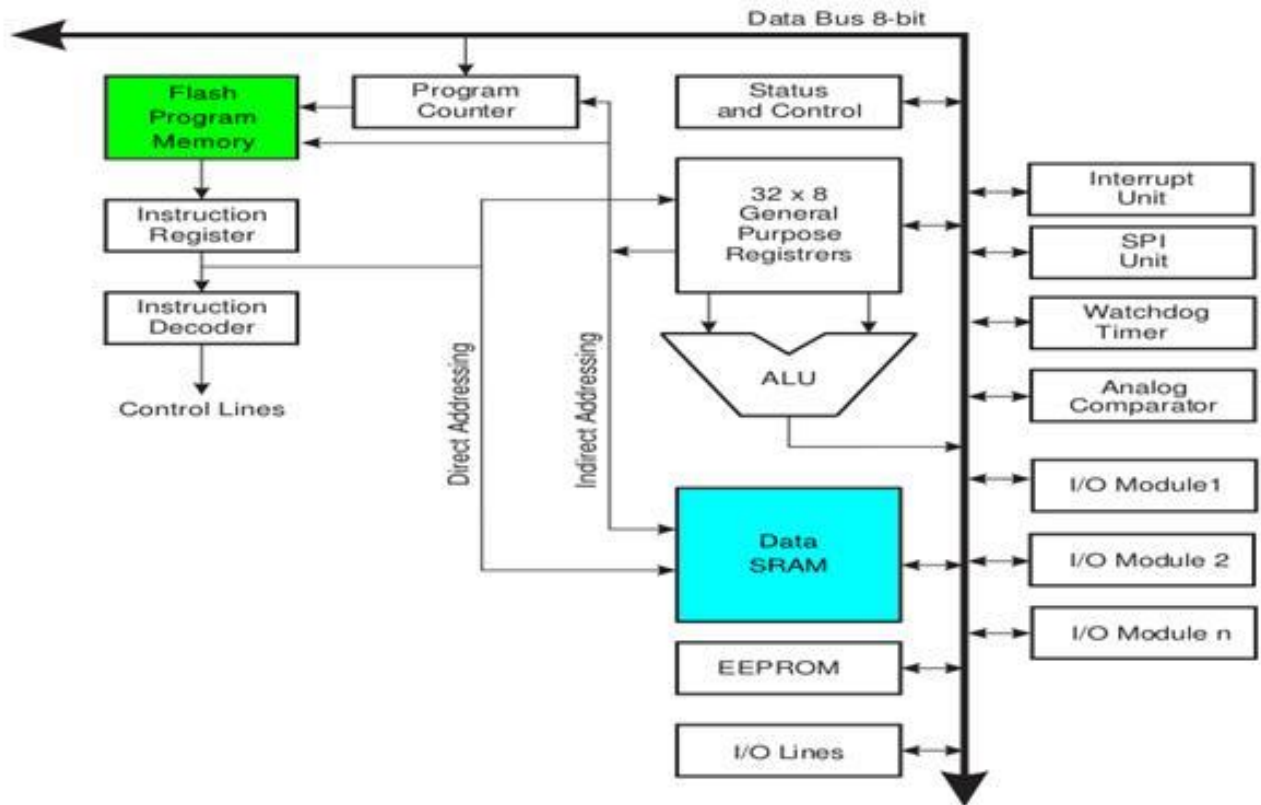 Data Bus 8-bit
Flash
Program
Memory
Program
Counter
Status
and Control
32 x 8
General
Purpose
Registrers
Interrupt
Unit
Instruction
Register
SPI
Unit
Instruction
Decoder
Watchdog
Timer
ALU
Analog
Comparator
Control Lines
Direct Addressing
Indirect Addressing
I/O Module1
Data
SRAM
I/O Module 2
I/O Module n
EEPROM
I/O Lines